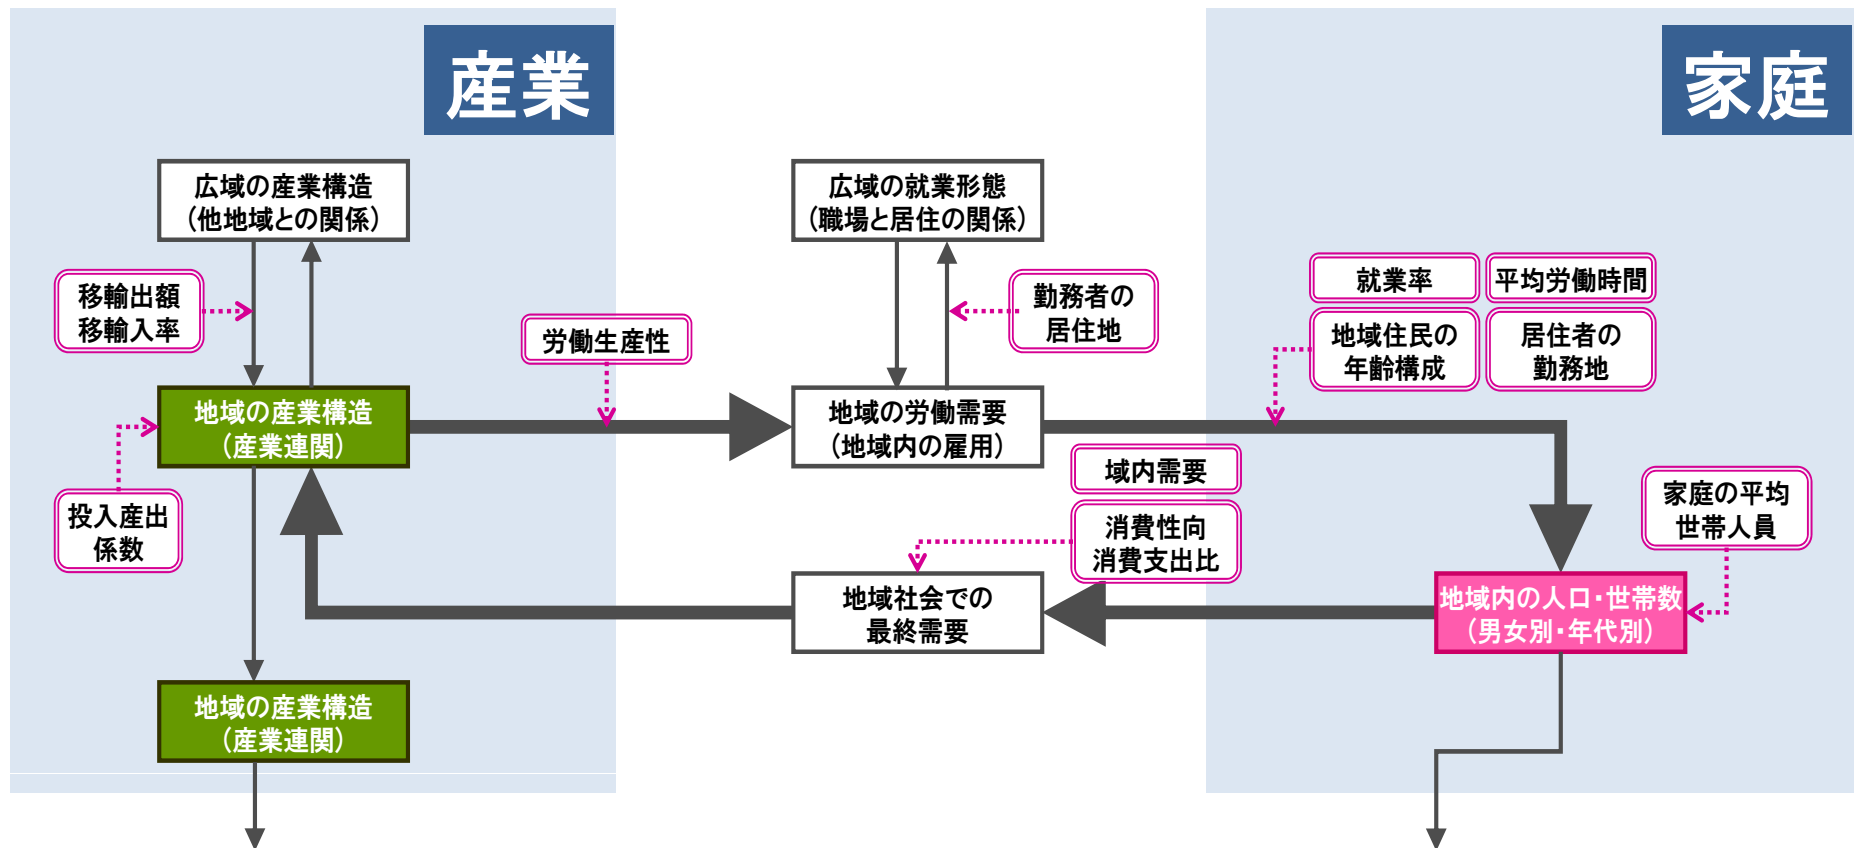 産業
家庭
広域の産業構造
（他地域との関係）
広域の就業形態
（職場と居住の関係）
移輸出額
移輸入率
労働生産性
勤務者の
居住地
就業率
平均労働時間
地域住民の
年齢構成
居住者の
勤務地
地域の産業構造
（産業連関）
地域の労働需要
（地域内の雇用）
投入産出
係数
域内需要
消費性向
消費支出比
家庭の平均
世帯人員
地域社会での
最終需要
地域内の人口・世帯数
（男女別・年代別）
地域の産業構造
（産業連関）